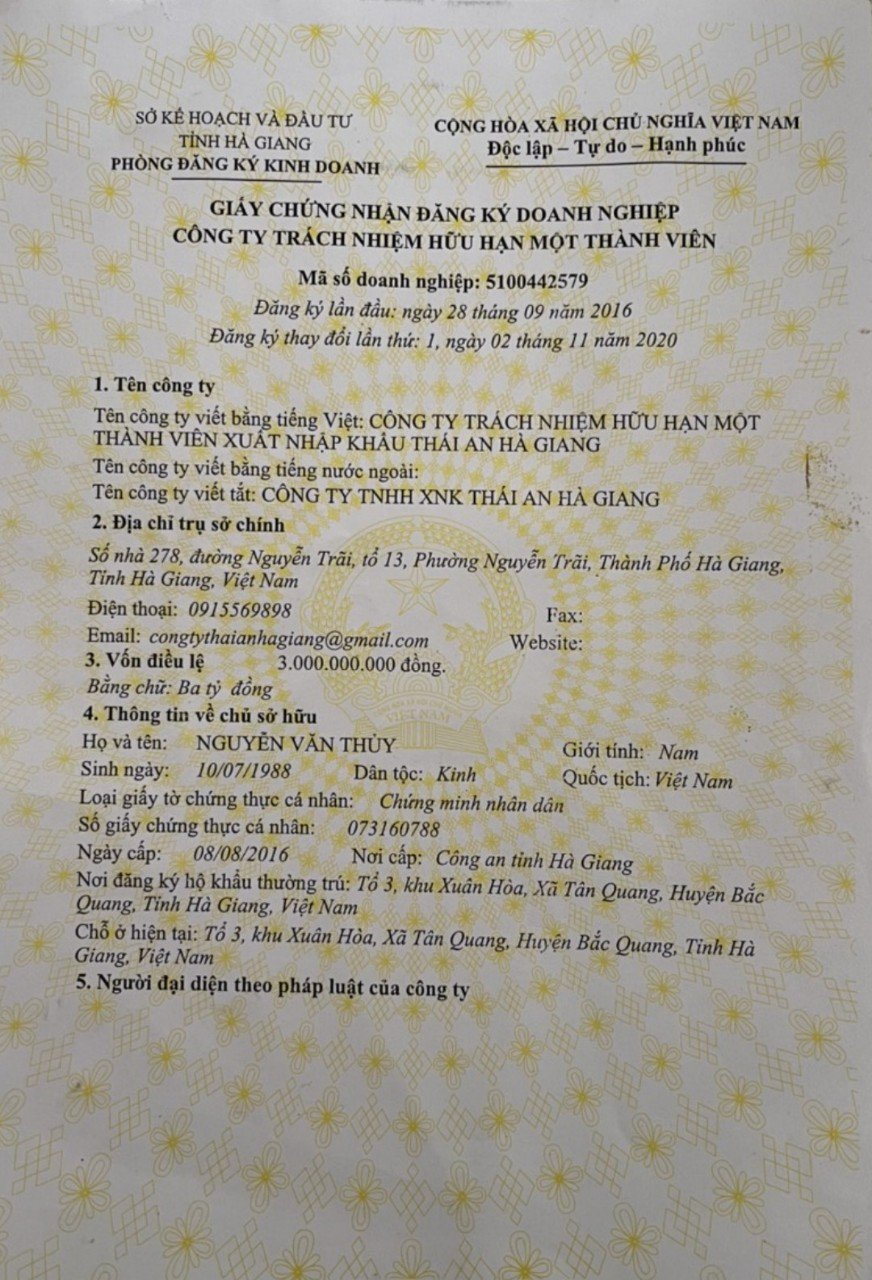 SỞ KẾ HOẠCH VÀ ĐẦU TƯ
TỈNH HÀ GIANG
PHÒNG ĐĂNG KÝ KINH DOANH
CỘNG HÒA XÃ HỘI CHỦ NGHĨA VIỆT NAM
Độc lập – Tự do – Hạnh phúc
GIẤY CHỨNG NHẬN ĐĂNG KÝ DOANH NGHIỆP
CÔNG TY TRÁCH NHIỆM HỮU HẠN MỘT THÀNH VIÊN
Mã số doanh nghiệp: 5100442579
Đăng ký lần đầu: ngày 28 tháng 09 năm 2016
Đăng ký thay đổi lần thứ: 1, ngày 02 tháng 11 năm 2020
1. Tên công ty
Tên công ty viết bằng tiếng Việt: CÔNG TY TRÁCH NHIỆM HỮU HẠN MỘT
THÀNH VIÊN XUẤT NHẬP KHẨU THÁI AN HÀ GIANG
Tên công ty viết bằng tiếng nước ngoài:
Tên công ty viết tắt: CÔNG TY TNHH XNK THÁI AN HÀ GIANG
2. Địa chỉ trụ sở chính
Số nhà 278, đường Nguyễn Trãi, tổ 13, Phường Nguyễn Trãi, Thành Phố Hà Giang,
Tỉnh Hà Giang, Việt Nam
Điện thoại: 0915569898 Fax:
Email: congtythaianhagiang@gmail.com Website:
3. Vốn điều lệ 3.000.000.000 đồng.
Bằng chữ: Ba tỷ đồng
4. Thông tin về chủ sở hữu
Họ và tên: NGUYỄN VĂN THỦY Giới tính: Nam
Sinh ngày: 10/07/1988 Dân tộc: Kinh Quốc tịch: Việt Nam
Loại giấy tờ chứng thực cá nhân: Chứng minh nhân dân
Số giấy chứng thực cá nhân: 073160788
Ngày cấp: 08/08/2016 Nơi cấp: Công an tỉnh Hà Giang
Nơi đăng ký hộ khẩu thường trú: Tổ 3, khu Xuân Hòa, Xã Tân Quang, Huyện Bắc
Quang, Tỉnh Hà Giang, Việt Nam
Chỗ ở hiện tại: Tổ 3, khu Xuân Hòa, Xã Tân Quang, Huyện Bắc Quang, Tỉnh Hà
Giang, Việt Nam
5. Người đại diện theo pháp luật của công ty
VIỆT NAM